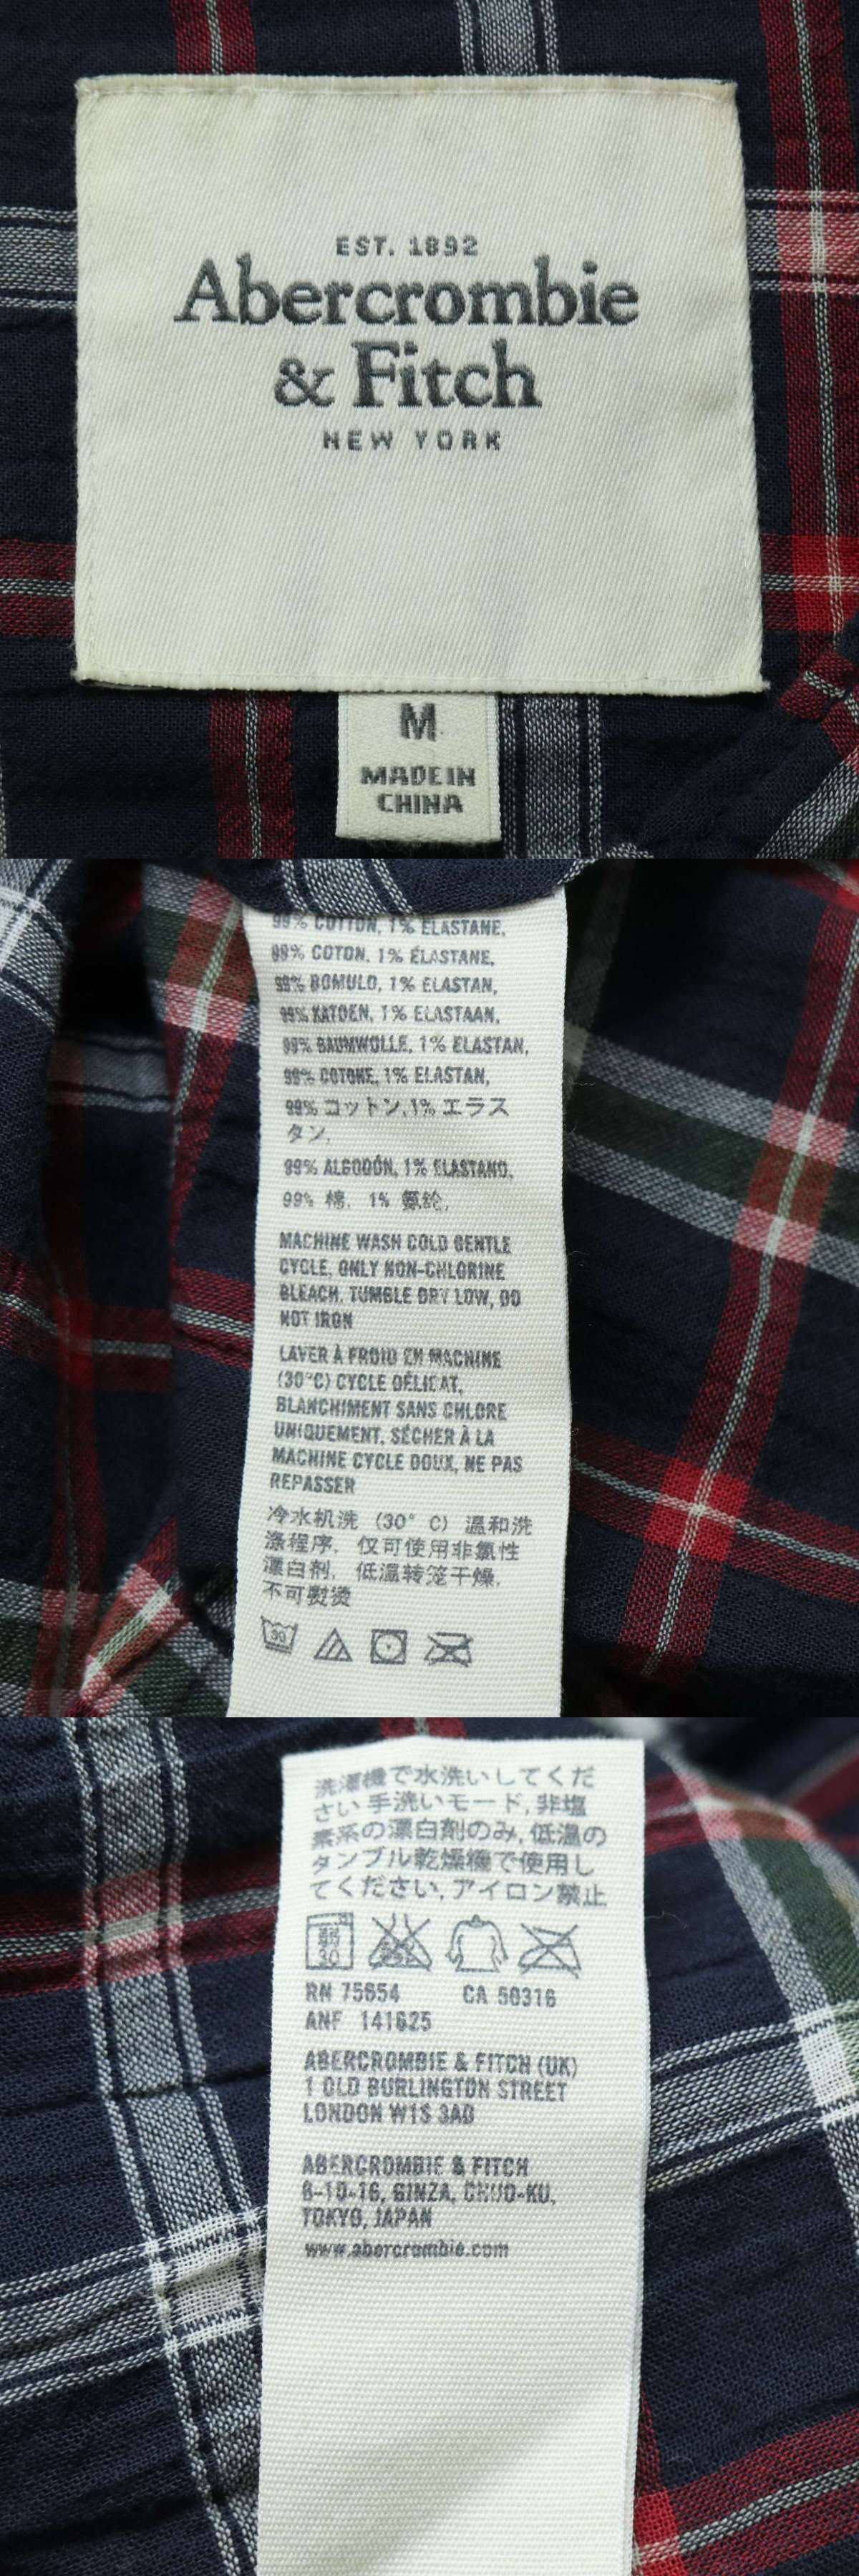 EST. 1892
Abercrombie
& Fitch
NEW YORK
M
MADE IN
CHINA
99% COTTON, 1% ELASTANE,
99% COTON, 1% ÉLASTANE,
99% BOMULD, 1% ELASTAN,
99% KATOEN, 1% ELASTAAN,
99% BAUMWOLLE, 1% ELASTAN,
99% COTONE, 1% ELASTAN,
99% コットン, 1% エラス
タン,
99% ALGODÓN, 1% ELASTANO,
99% 棉, 1% 氨纶,
MACHINE WASH COLD GENTLE
CYCLE, ONLY NON-CHLORINE
BLEACH, TUMBLE DRY LOW, DO
NOT IRON
LAVER À FROID EN MACHINE
(30°C) CYCLE DÉLICAT,
BLANCHIMENT SANS CHLORE
UNIQUEMENT, SÉCHER À LA
MACHINE CYCLE DOUX, NE PAS
REPASSER
冷水机洗 (30° C) 温和洗
涤程序, 仅可使用非氯性
漂白剂, 低温转笼干燥,
不可熨烫
30
洗濯機で水洗いしてくだ
さい 手洗いモード, 非塩
素系の漂白剤のみ, 低温の
タンブル乾燥機で使用し
てください, アイロン禁止
弱
30
RN 75654 CA 50316
ANF 141625
ABERCROMBIE & FITCH (UK)
1 OLD BURLINGTON STREET
LONDON W1S 3AD
ABERCROMBIE & FITCH
6-10-16, GINZA, CHUO-KU,
TOKYO, JAPAN
www.abercrombie.com